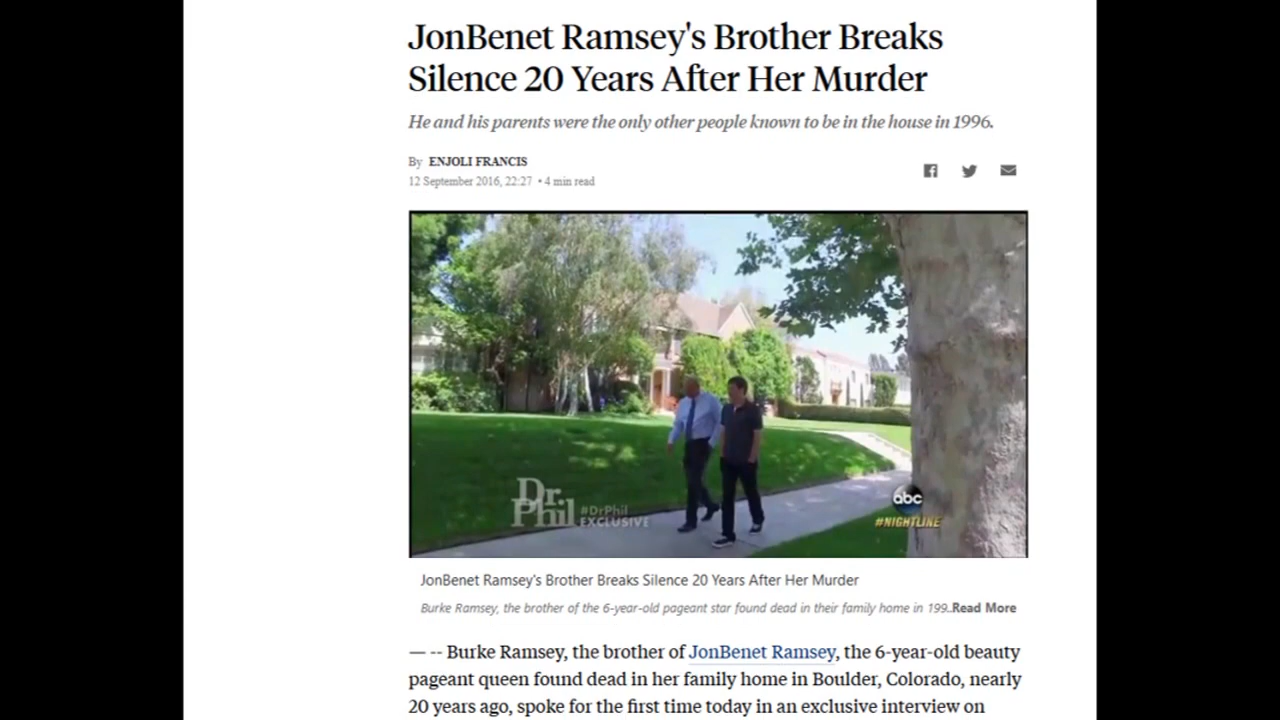 JonBenet Ramsey's Brother Breaks
Silence 20 Years After Her Murder
He and his parents were the only other people known to be in the house in 1996.
By ENJOLI FRANCIS
12 September 2016, 22:27 • 4 min read
Dr.
Phil #DrPhil
EXCLUSIVE
abc
#NIGHTLINE
JonBenet Ramsey's Brother Breaks Silence 20 Years After Her Murder
Burke Ramsey, the brother of the 6-year-old pageant star found dead in their family home in 199...Read More
— -- Burke Ramsey, the brother of JonBenet Ramsey, the 6-year-old beauty
pageant queen found dead in her family home in Boulder, Colorado, nearly
20 years ago, spoke for the first time today in an exclusive interview on